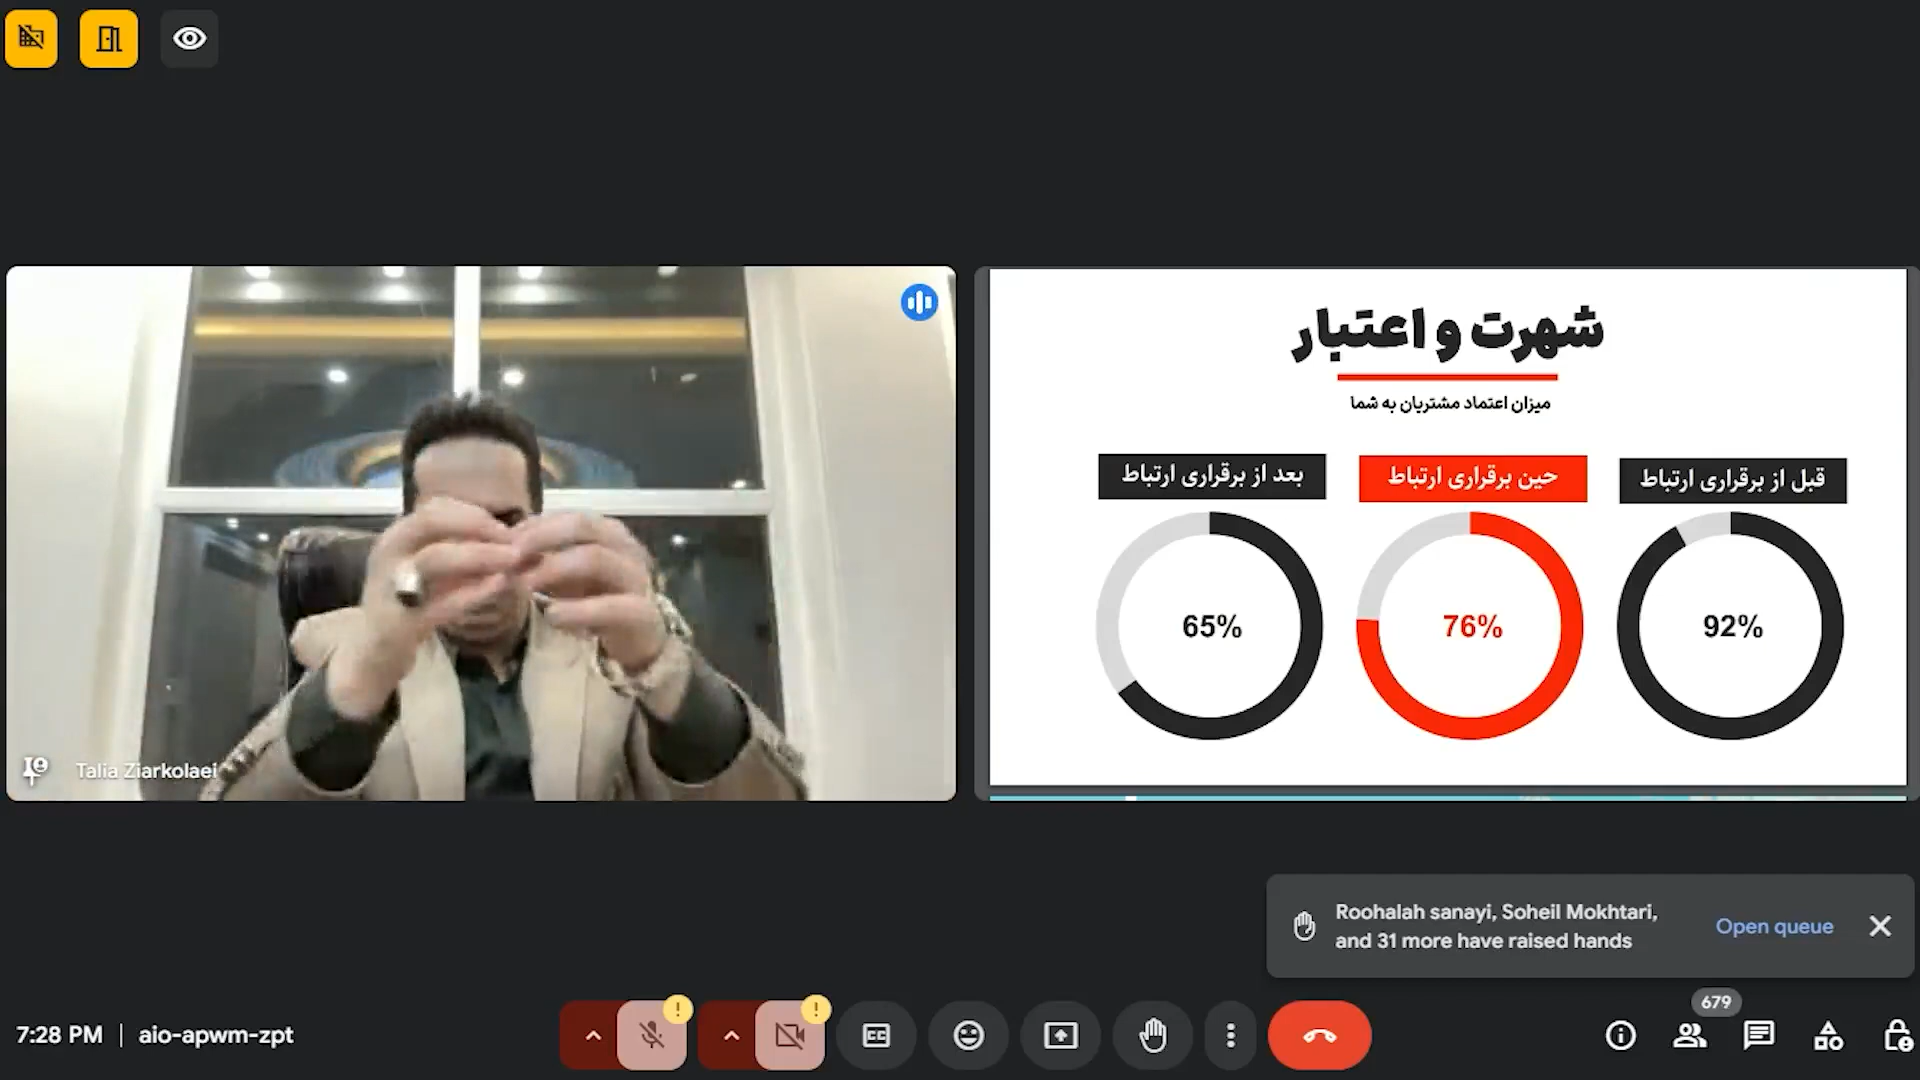 Talia Ziarkolaei
شهرت و اعتبار
میزان اعتماد مشتریان به شما
قبل از برقراری ارتباط
حین برقراری ارتباط
بعد از برقراری ارتباط
92%
76%
65%
Roohalah sanayi, Soheil Mokhtari,
and 31 more have raised hands
Open queue
7:28 PM | aio-apwm-zpt
679